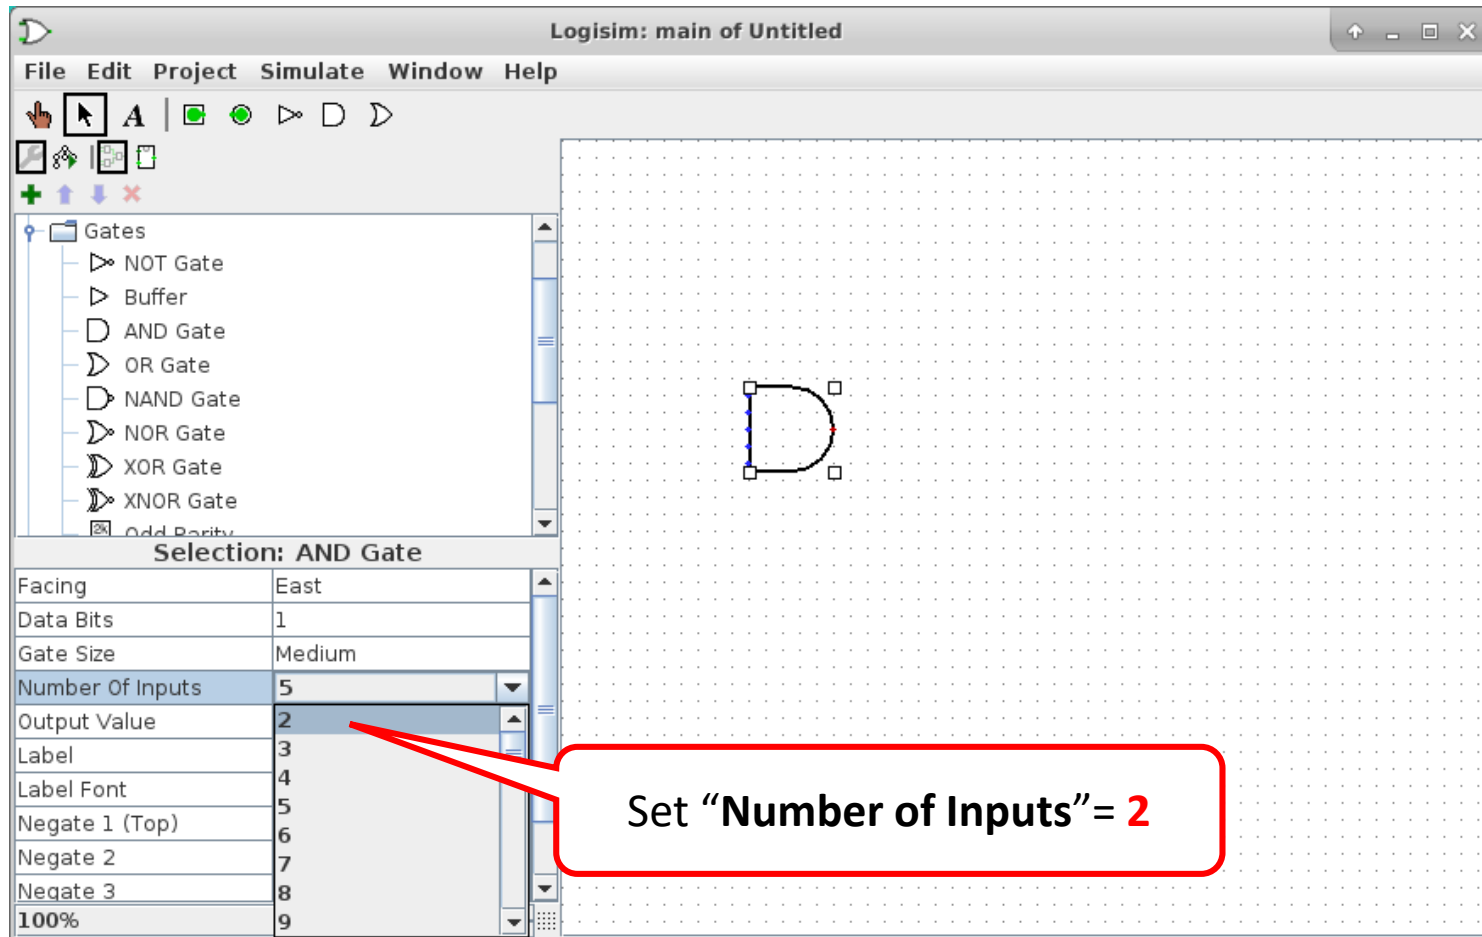 Logisim: main of Untitled
File Edit Project Simulate Window Help
A
Gates
NOT Gate
Buffer
AND Gate
OR Gate
NAND Gate
NOR Gate
XOR Gate
XNOR Gate
2k Odd Parity
Selection: AND Gate
Facing East
Data Bits 1
Gate Size Medium
Number Of Inputs 5
Output Value 2
Label 3
4
Label Font
5
Negate 1 (Top)
6
Negate 2 7
Negate 3 8
100% 9
Set “Number of Inputs”= 2